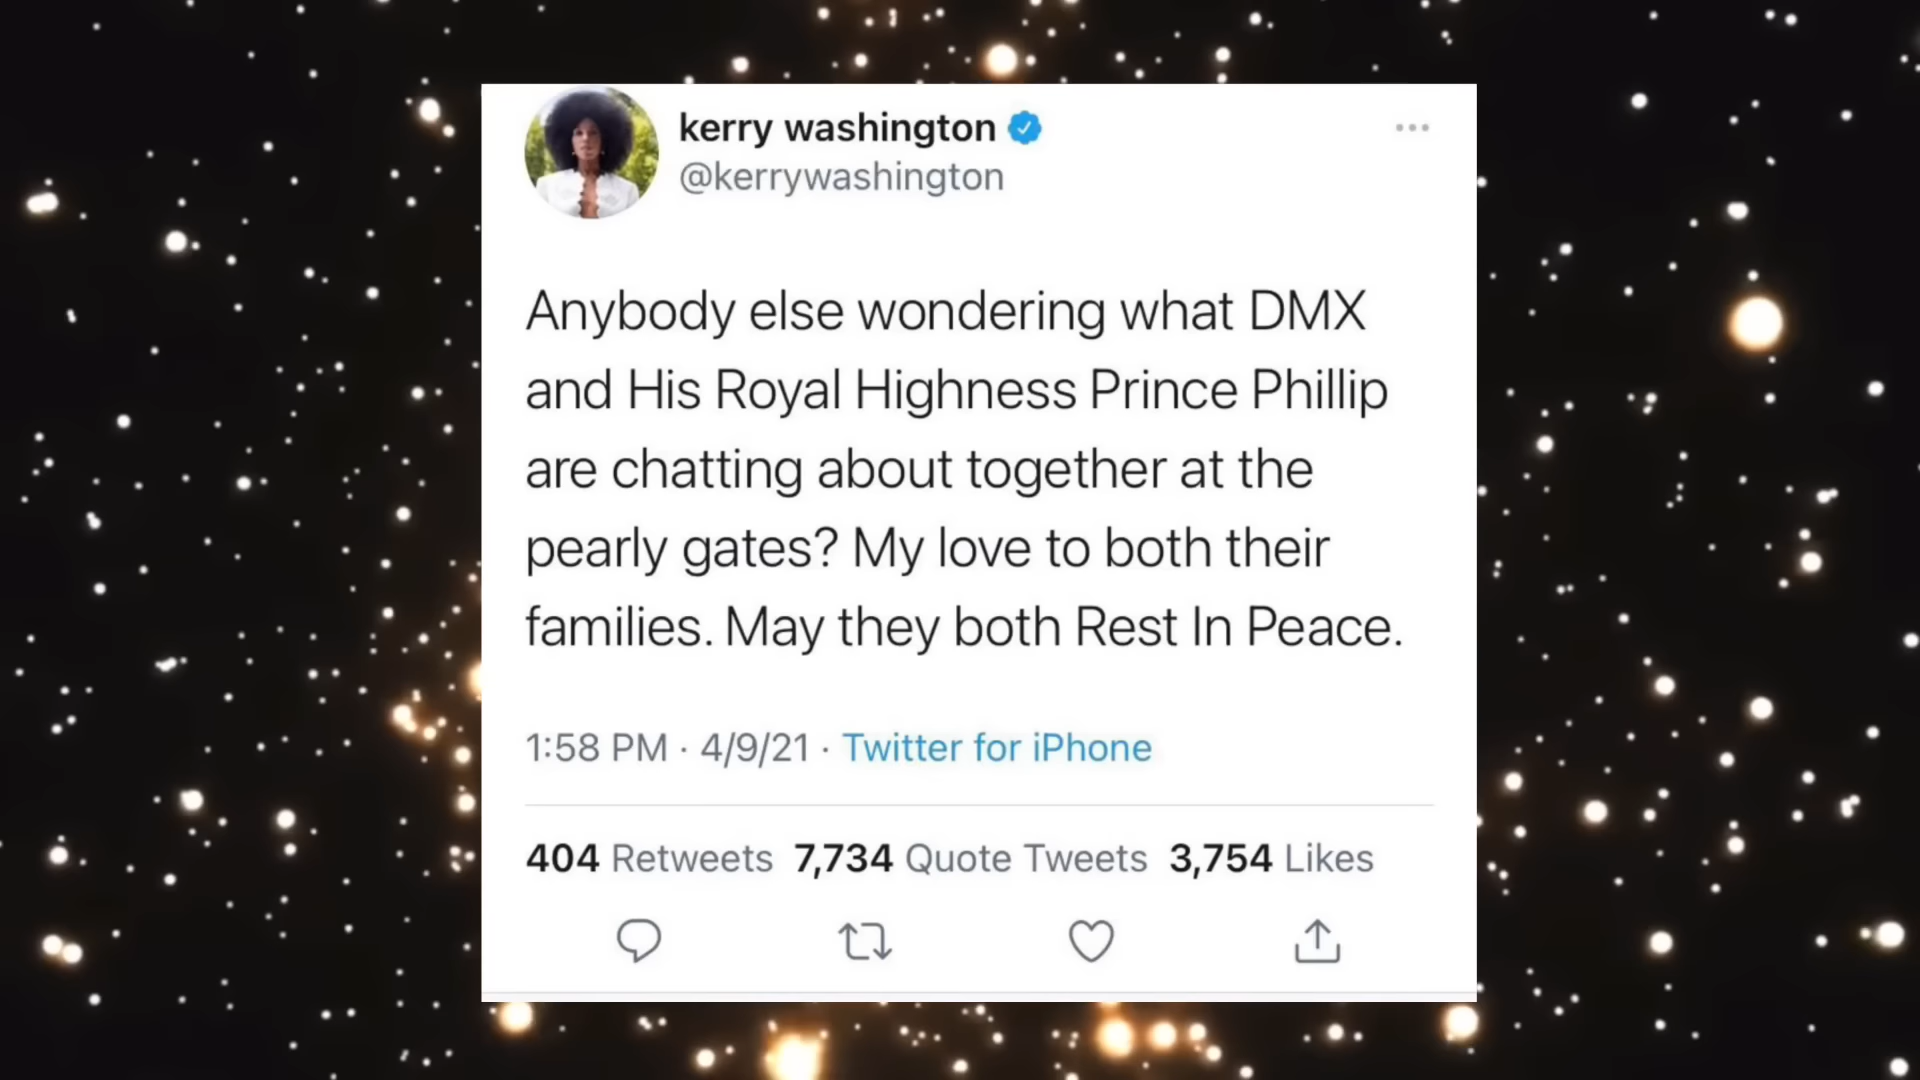 kerry washington
@kerrywashington
Anybody else wondering what DMX
and His Royal Highness Prince Phillip
are chatting about together at the
pearly gates? My love to both their
families. May they both Rest In Peace.
1:58 PM · 4/9/21 · Twitter for iPhone
404 Retweets 7,734 Quote Tweets 3,754 Likes